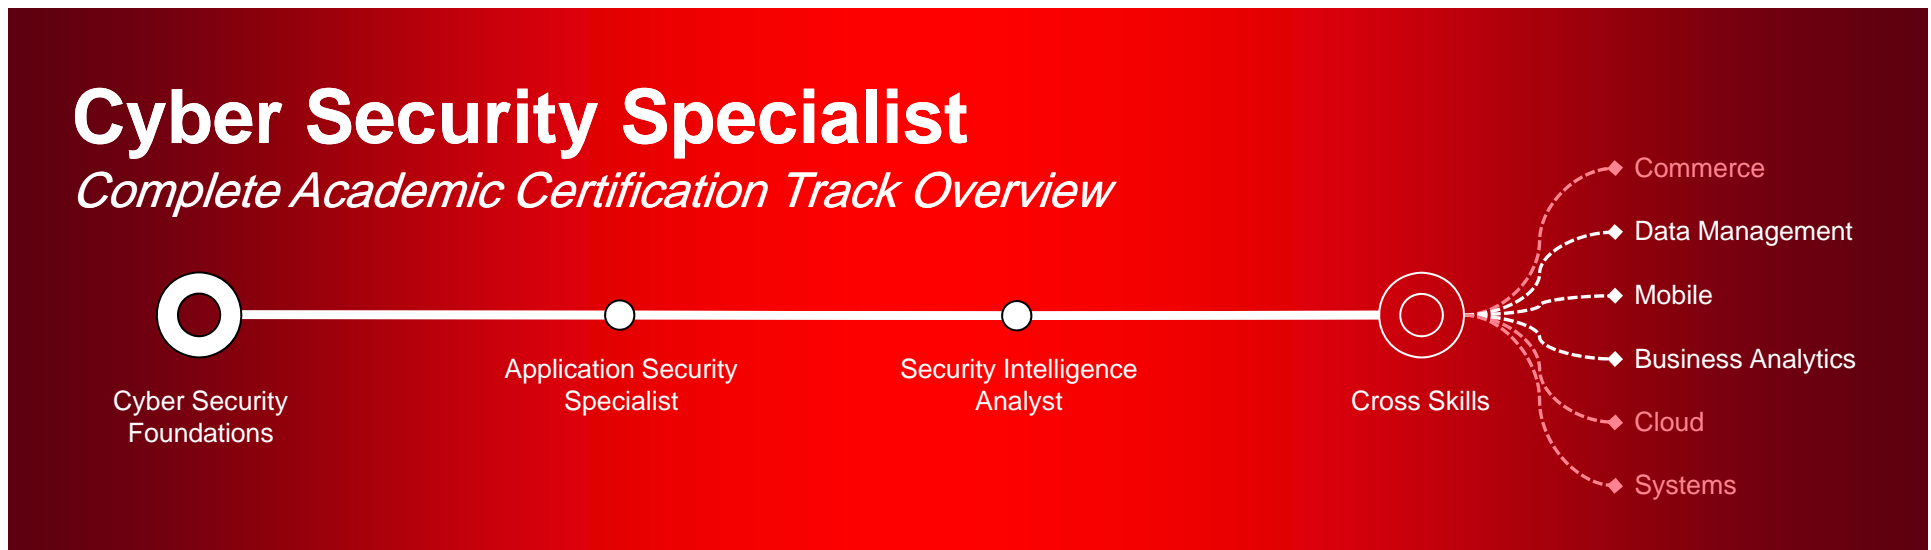 Cyber Security Specialist
Complete Academic Certification Track Overview
Cyber Security
Foundations
Application Security
Specialist
Security Intelligence
Analyst
Cross Skills
Commerce
Data Management
Mobile
Business Analytics
Cloud
Systems